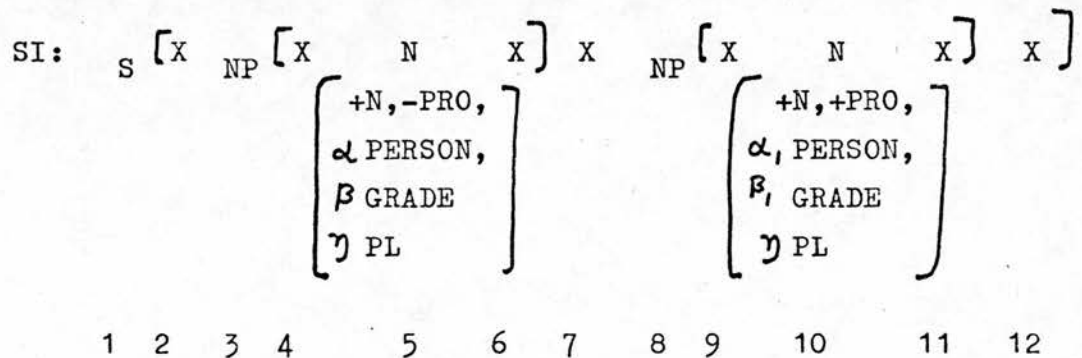 SI: S [X NP [X N X] X NP [X N X] X]
[+N,-PRO, [+N,+PRO,
α PERSON, α₁ PERSON,
β GRADE β₁ GRADE
η PL] η PL]
1 2 3 4 5 6 7 8 9 10 11 12